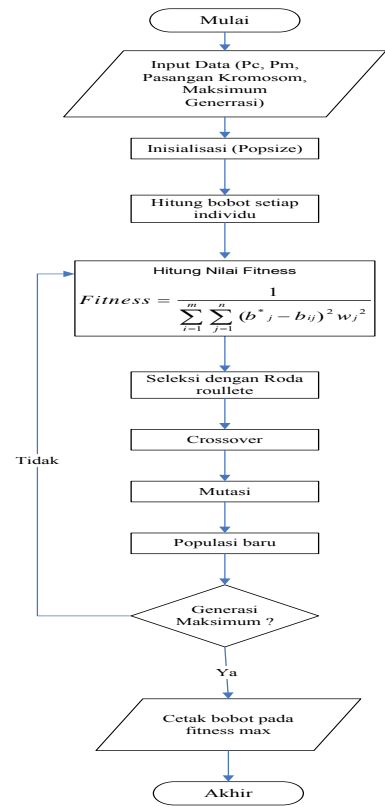 Mulai
Input Data (Pc, Pm,
Pasangan Kromosom,
Maksimum
Generrasi)
Inisialisasi (Popsize)
Hitung bobot setiap
individu
Hitung Nilai Fitness
Fitness = 1 / ∑_{i=1}^{m} ∑_{j=1}^{n} (b*_j − b_ij)² w_j²
Seleksi dengan Roda
roullete
Crossover
Tidak
Mutasi
Populasi baru
Generasi
Maksimum ?
Ya
Cetak bobot pada
fitness max
Akhir